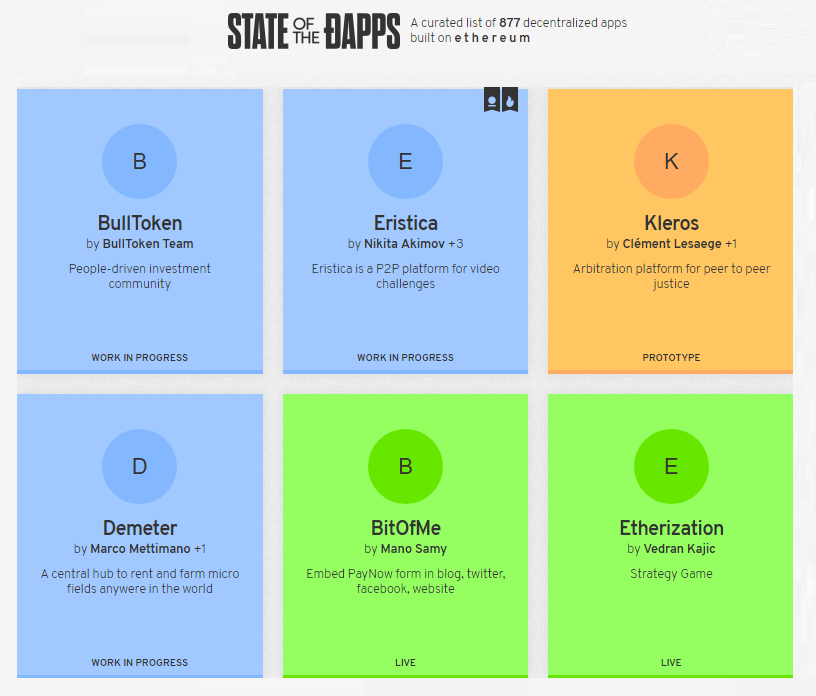 STATE OF THE ĐAPPS
A curated list of 877 decentralized apps
built on ethereum
B
BullToken
by BullToken Team
People-driven investment
community
WORK IN PROGRESS
E
Eristica
by Nikita Akimov +3
Eristica is a P2P platform for video
challenges
WORK IN PROGRESS
K
Kleros
by Clément Lesaege +1
Arbitration platform for peer to peer
justice
PROTOTYPE
D
Demeter
by Marco Mettimano +1
A central hub to rent and farm micro
fields anywere in the world
WORK IN PROGRESS
B
BitOfMe
by Mano Samy
Embed PayNow form in blog, twitter,
facebook, website
LIVE
E
Etherization
by Vedran Kajic
Strategy Game
LIVE